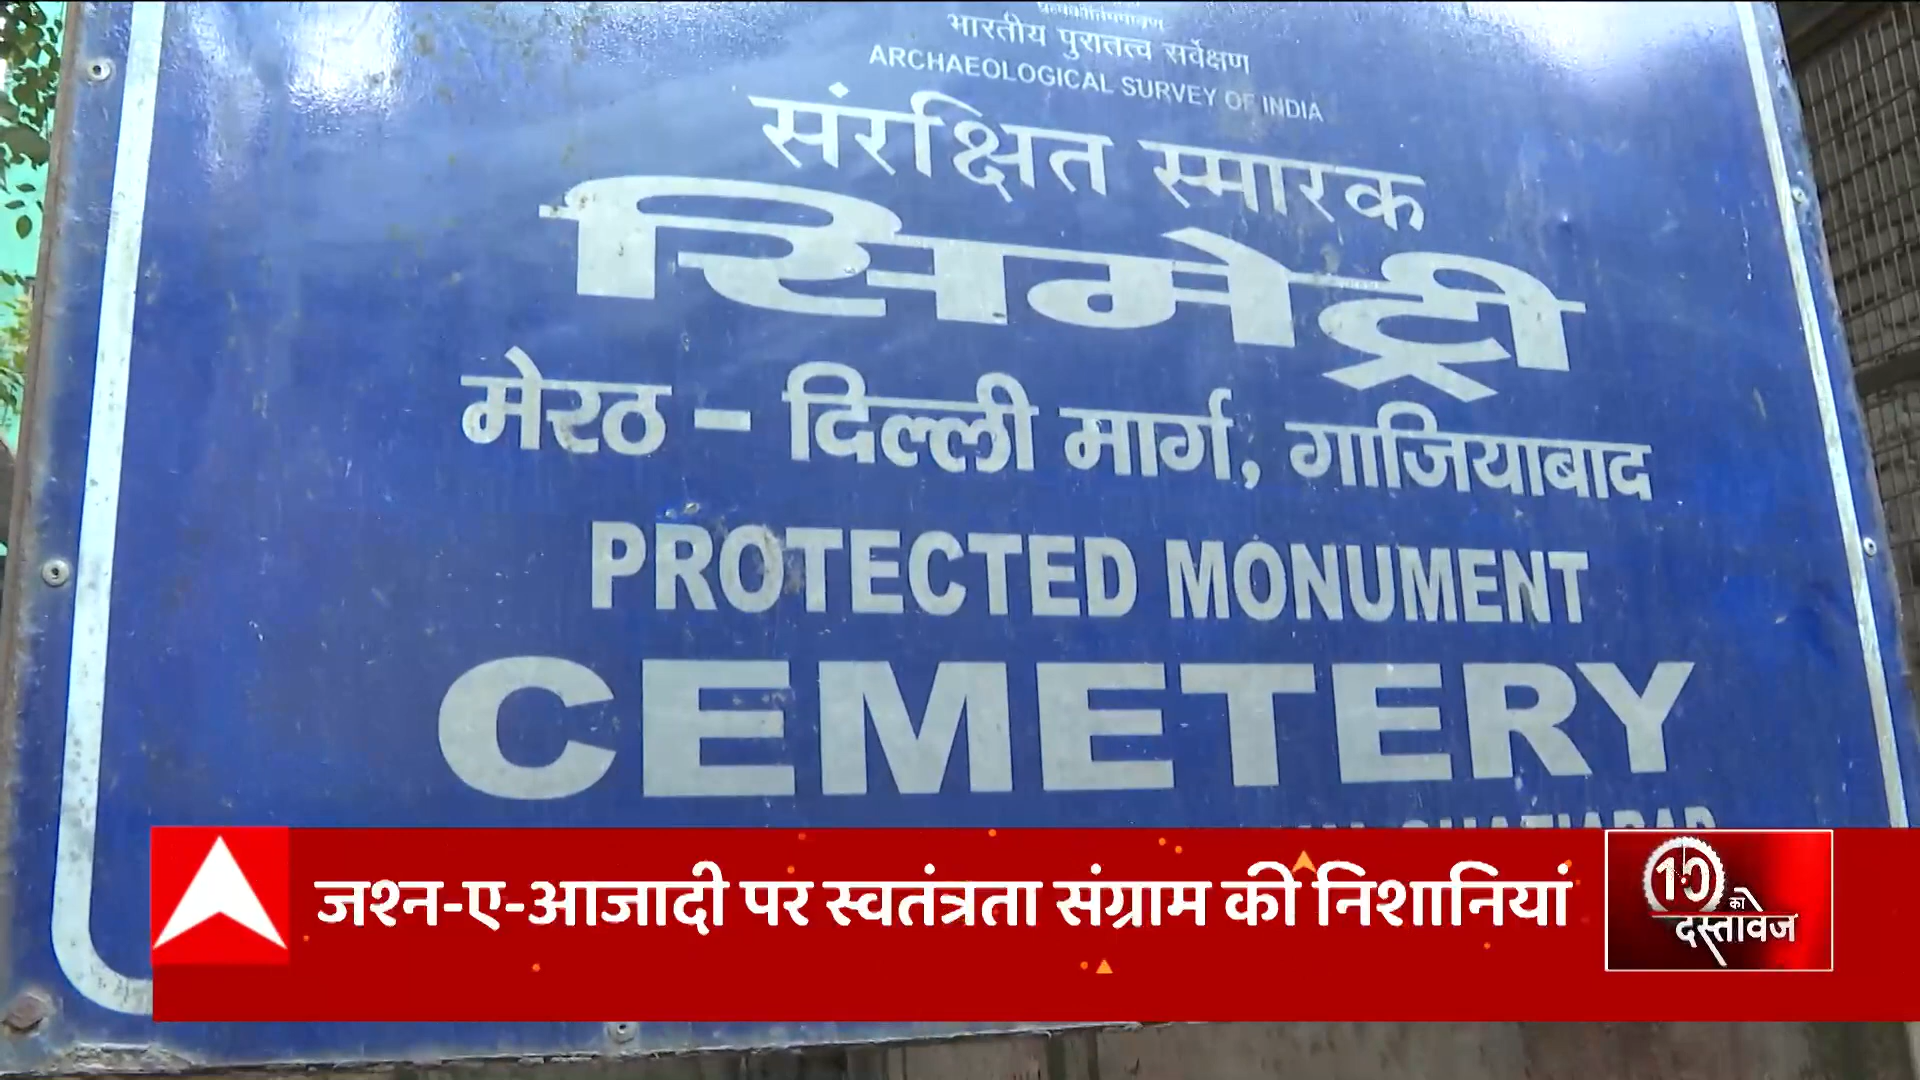 भारतीय पुरातत्व सर्वेक्षण
ARCHAEOLOGICAL SURVEY OF INDIA
संरक्षित स्मारक
सिमेट्री
मेरठ - दिल्ली मार्ग, गाजियाबाद
PROTECTED MONUMENT
CEMETERY
जश्न-ए-आजादी पर स्वतंत्रता संग्राम की निशानियां
10 का
दस्तावेज